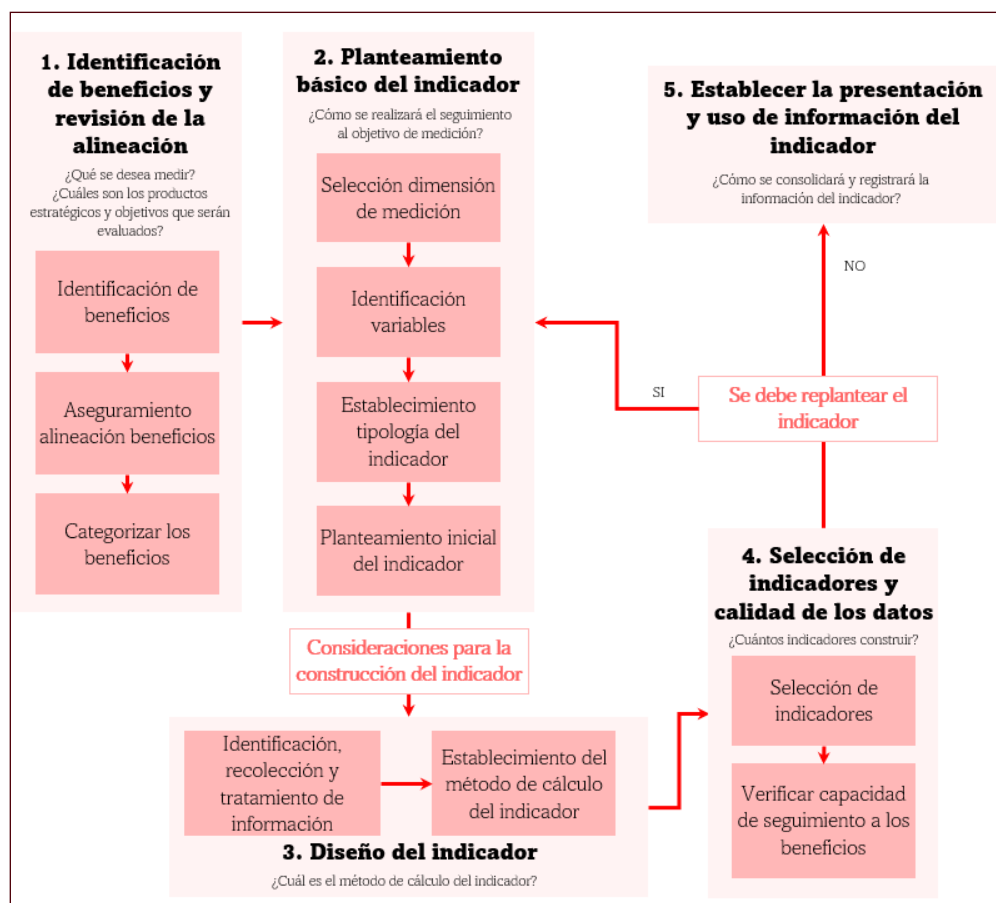 1. Identificación
de beneficios y
revisión de la
alineación
¿Qué se desea medir?
¿Cuáles son los productos
estratégicos y objetivos que serán
evaluados?
Identificación de
beneficios
Aseguramiento
alineación beneficios
Categorizar los
beneficios
2. Planteamiento
básico del indicador
¿Cómo se realizará el seguimiento
al objetivo de medición?
Selección dimensión
de medición
Identificación
variables
Establecimiento
tipología del
indicador
Planteamiento inicial
del indicador
Consideraciones para la
construcción del indicador
Identificación,
recolección y
tratamiento de
información
Establecimiento del
método de cálculo
del indicador
3. Diseño del indicador
¿Cuál es el método de cálculo del indicador?
4. Selección de
indicadores y
calidad de los datos
¿Cuántos indicadores construir?
Selección de
indicadores
Verificar capacidad
de seguimiento a los
beneficios
Se debe replantear el
indicador
SI
NO
5. Establecer la presentación
y uso de información del
indicador
¿Cómo se consolidará y registrará la
información del indicador?